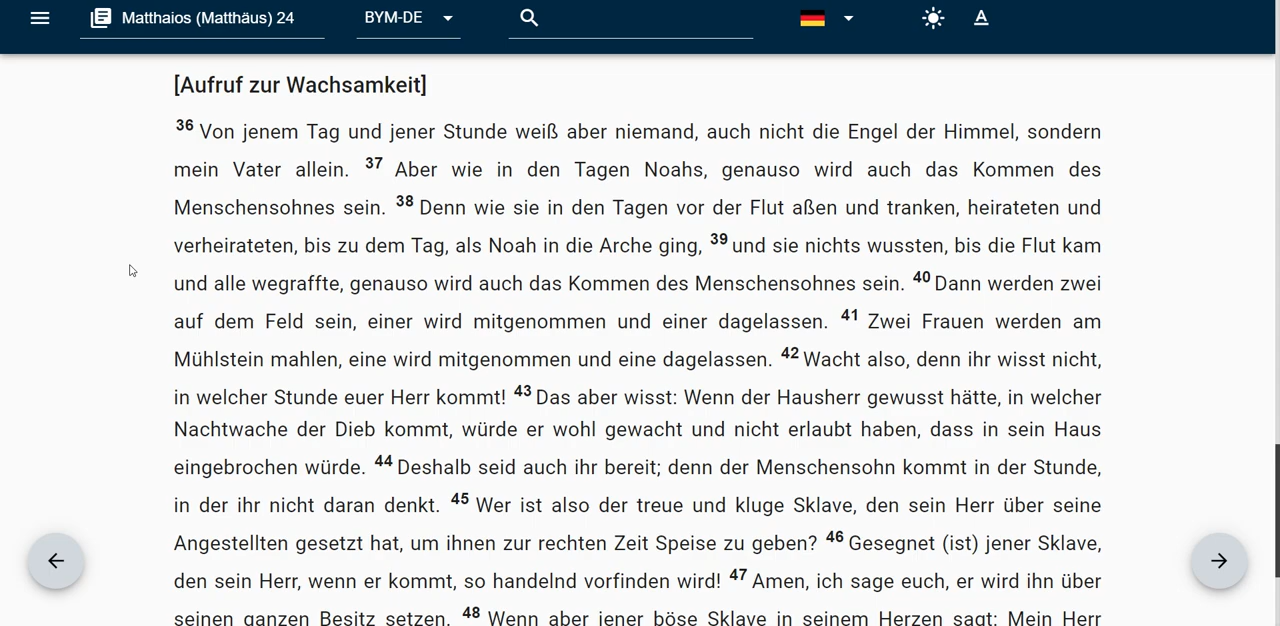 Matthaios (Matthäus) 24 BYM-DE A
[Aufruf zur Wachsamkeit]
36 Von jenem Tag und jener Stunde weiß aber niemand, auch nicht die Engel der Himmel, sondern
mein Vater allein. 37 Aber wie in den Tagen Noahs, genauso wird auch das Kommen des
Menschensohnes sein. 38 Denn wie sie in den Tagen vor der Flut aßen und tranken, heirateten und
verheirateten, bis zu dem Tag, als Noah in die Arche ging, 39 und sie nichts wussten, bis die Flut kam
und alle wegraffte, genauso wird auch das Kommen des Menschensohnes sein. 40 Dann werden zwei
auf dem Feld sein, einer wird mitgenommen und einer dagelassen. 41 Zwei Frauen werden am
Mühlstein mahlen, eine wird mitgenommen und eine dagelassen. 42 Wacht also, denn ihr wisst nicht,
in welcher Stunde euer Herr kommt! 43 Das aber wisst: Wenn der Hausherr gewusst hätte, in welcher
Nachtwache der Dieb kommt, würde er wohl gewacht und nicht erlaubt haben, dass in sein Haus
eingebrochen würde. 44 Deshalb seid auch ihr bereit; denn der Menschensohn kommt in der Stunde,
in der ihr nicht daran denkt. 45 Wer ist also der treue und kluge Sklave, den sein Herr über seine
Angestellten gesetzt hat, um ihnen zur rechten Zeit Speise zu geben? 46 Gesegnet (ist) jener Sklave,
den sein Herr, wenn er kommt, so handelnd vorfinden wird! 47 Amen, ich sage euch, er wird ihn über
seinen ganzen Besitz setzen. 48 Wenn aber jener böse Sklave in seinem Herzen sagt: Mein Herr